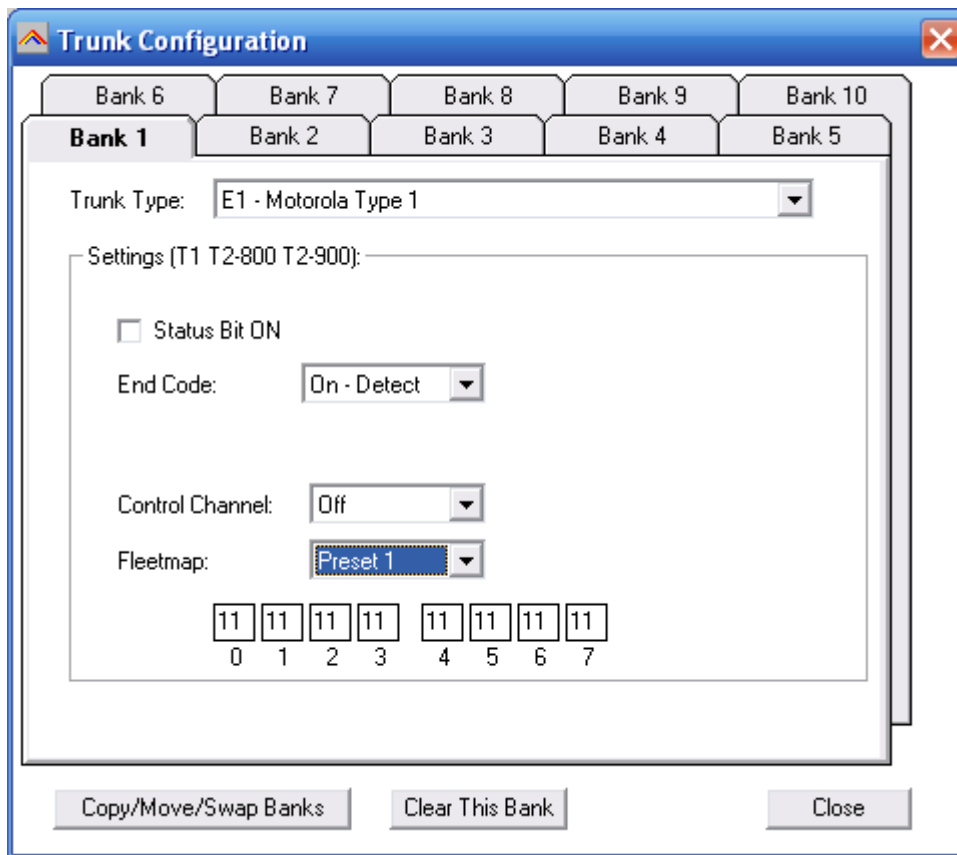 Trunk Configuration
Bank 6 Bank 7 Bank 8 Bank 9 Bank 10
Bank 1 Bank 2 Bank 3 Bank 4 Bank 5
Trunk Type: E1 - Motorola Type 1
Settings (T1 T2-800 T2-900):
Status Bit ON
End Code: On - Detect
Control Channel: Off
Fleetmap: Preset 1
11 11 11 11 11 11 11 11
0 1 2 3 4 5 6 7
Copy/Move/Swap Banks Clear This Bank Close